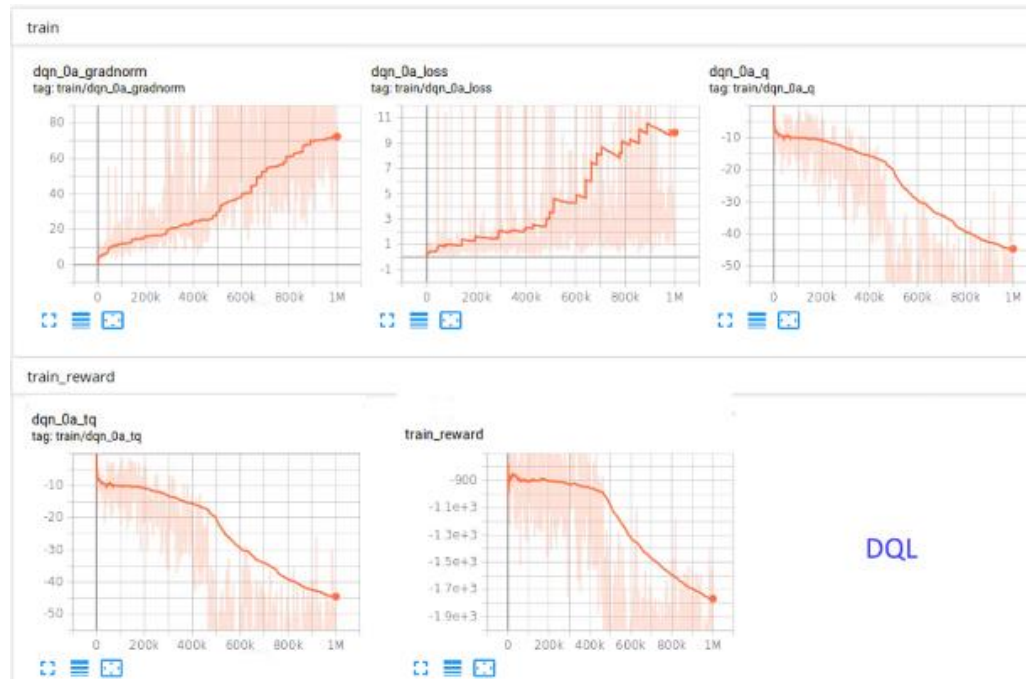 train
dqn_0a_gradnorm
tag: train/dqn_0a_gradnorm
80
60
40
20
0
0 200k 400k 600k 800k 1M
dqn_0a_loss
tag: train/dqn_0a_loss
11
9
7
5
3
1
-1
0 200k 400k 600k 800k 1M
dqn_0a_q
tag: train/dqn_0a_q
-10
-20
-30
-40
-50
0 200k 400k 600k 800k 1M
train_reward
dqn_0a_tq
tag: train/dqn_0a_tq
-10
-20
-30
-40
-50
0 200k 400k 600k 800k 1M
train_reward
-900
-1.1e+3
-1.3e+3
-1.5e+3
-1.7e+3
-1.9e+3
0 200k 400k 600k 800k 1M
DQL